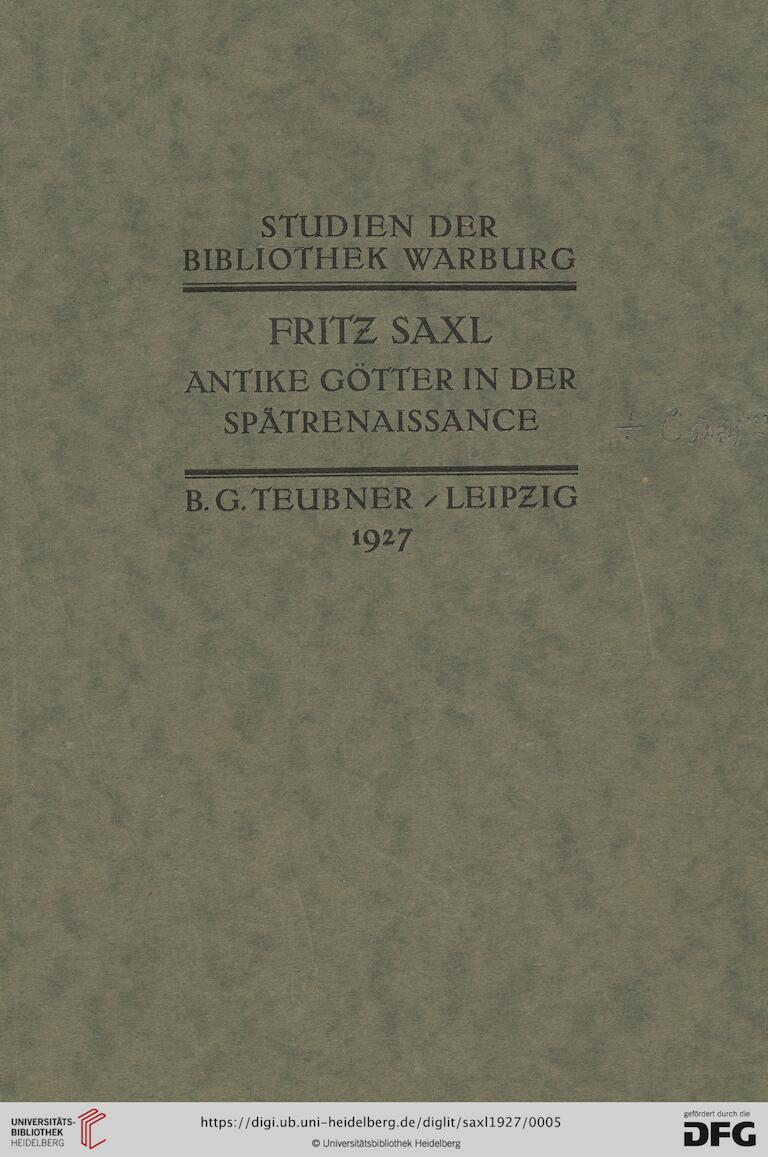 STUDIEN DER
BIBLIOTHEK WARBURG
FRITZ SAXL
ANTIKE GÖTTER IN DER
SPÄTRENAISSANCE
B. G. TEUBNER / LEIPZIG
1927
UNIVERSITÄTS-
BIBLIOTHEK
HEIDELBERG
https://digi.ub.uni-heidelberg.de/diglit/saxl1927/0005
© Universitätsbibliothek Heidelberg
gefördert durch die
DFG